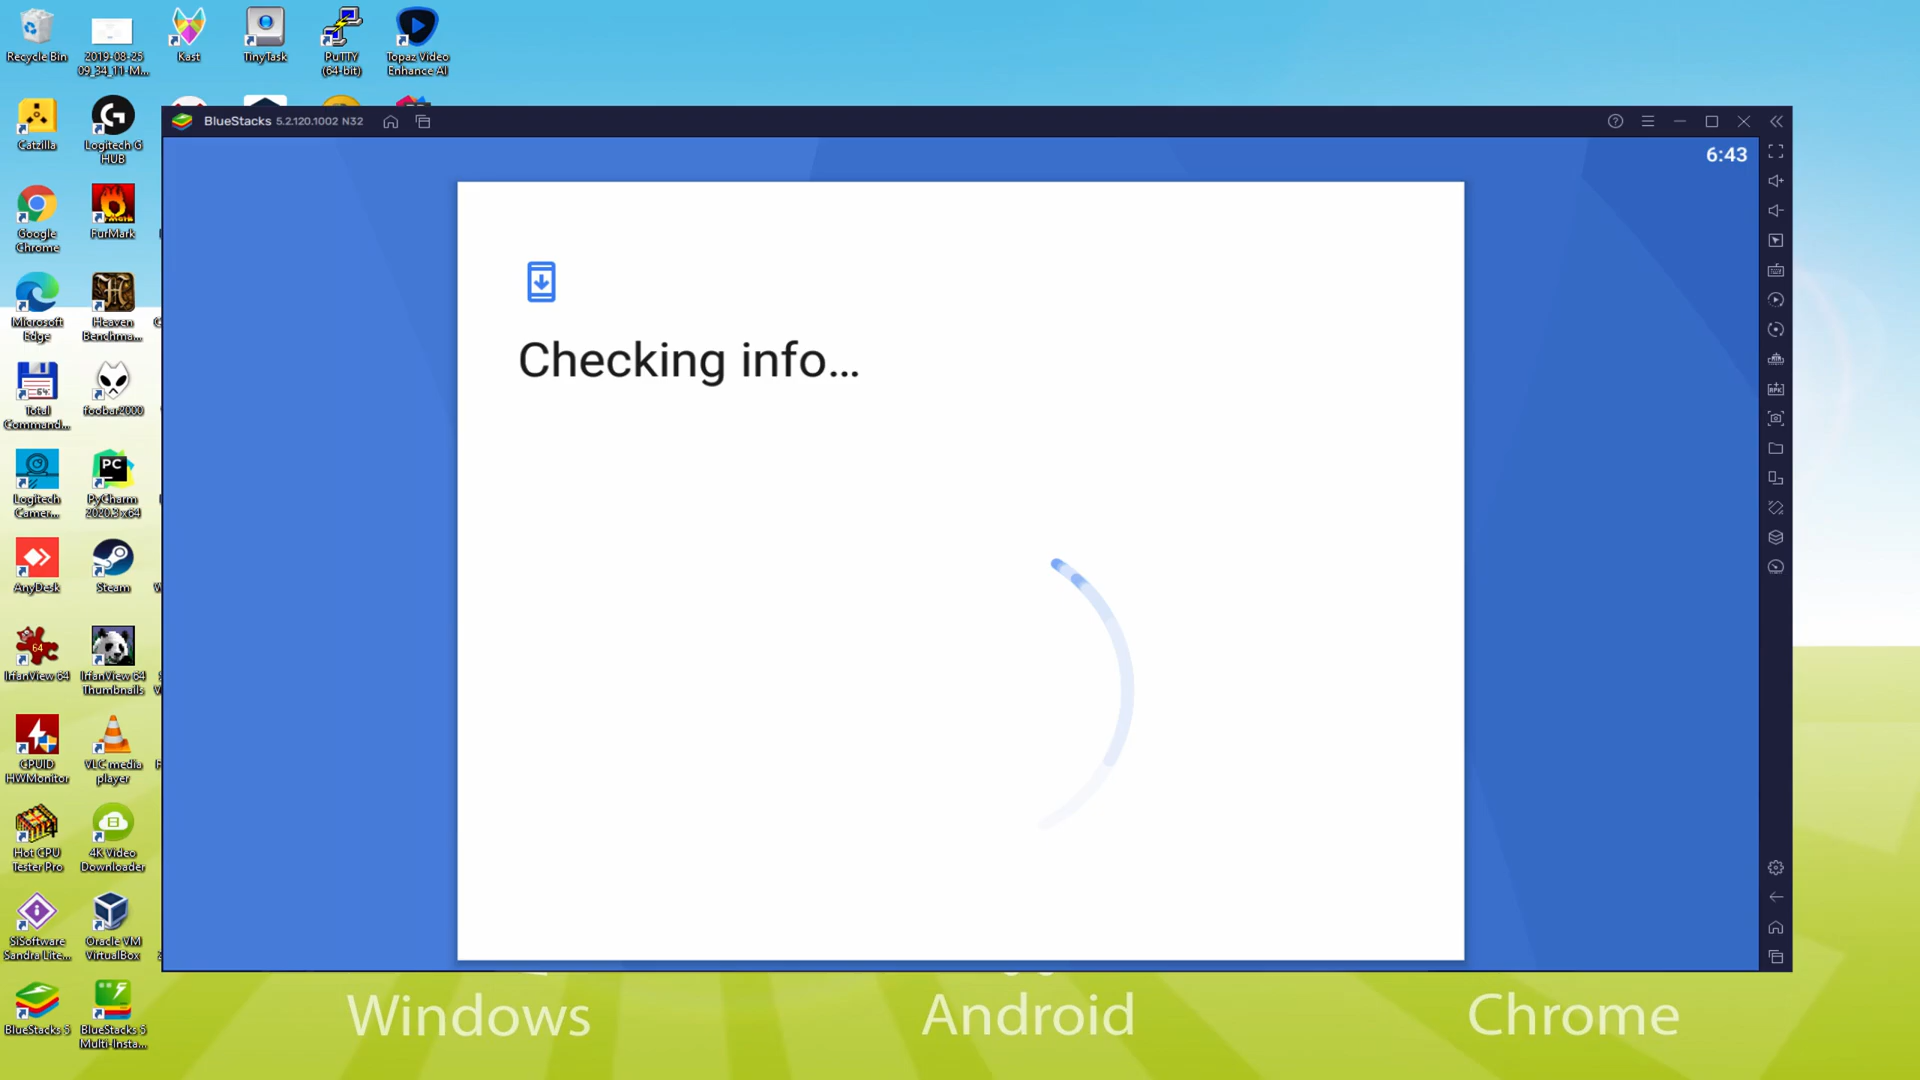 Recycle Bin
2019-08-25
09_34_11-M...
Kast
TinyTask
PuTTY
(64-bit)
Topaz Video
Enhance AI
Catzilla
Logitech G
HUB
BlueStacks 5.2.120.1002 N32
6:43
Google
Chrome
FurMark
Checking info...
Microsoft
Edge
Heaven
Benchma...
Total
Command...
foobar2000
Logitech
Camer...
PyCharm
2020.3 x64
AnyDesk
Steam
IrfanView 64
IrfanView 64
Thumbnails
CPUID
HWMonitor
VLC media
player
Hot CPU
Tester Pro
4K Video
Downloader
SiSoftware
Sandra Lite...
Oracle VM
VirtualBox
BlueStacks 5
BlueStacks 5
Multi-Insta...
Windows
Android
Chrome